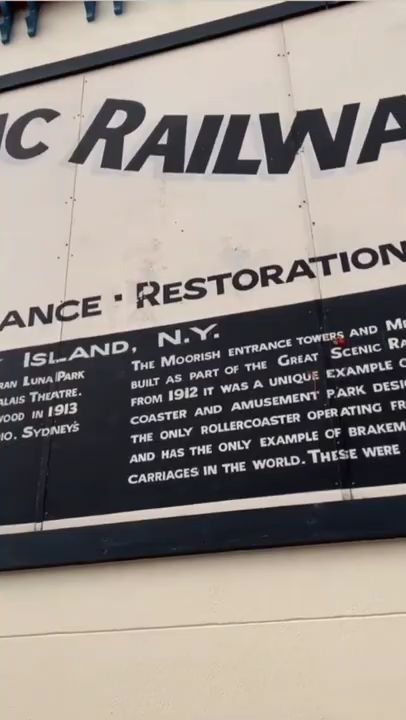 IC RAILWA
ANCE · RESTORATION
ISLAND, N.Y.
RAN LUNA PARK
ALAIS THEATRE.
WOOD IN 1913
IO, SYDNEY'S
THE MOORISH ENTRANCE TOWERS AND ME
BUILT AS PART OF THE GREAT SCENIC RA
FROM 1912 IT WAS A UNIQUE EXAMPLE O
COASTER AND AMUSEMENT PARK DESIG
THE ONLY ROLLERCOASTER OPERATING FR
AND HAS THE ONLY EXAMPLE OF BRAKEM
CARRIAGES IN THE WORLD. THESE WERE